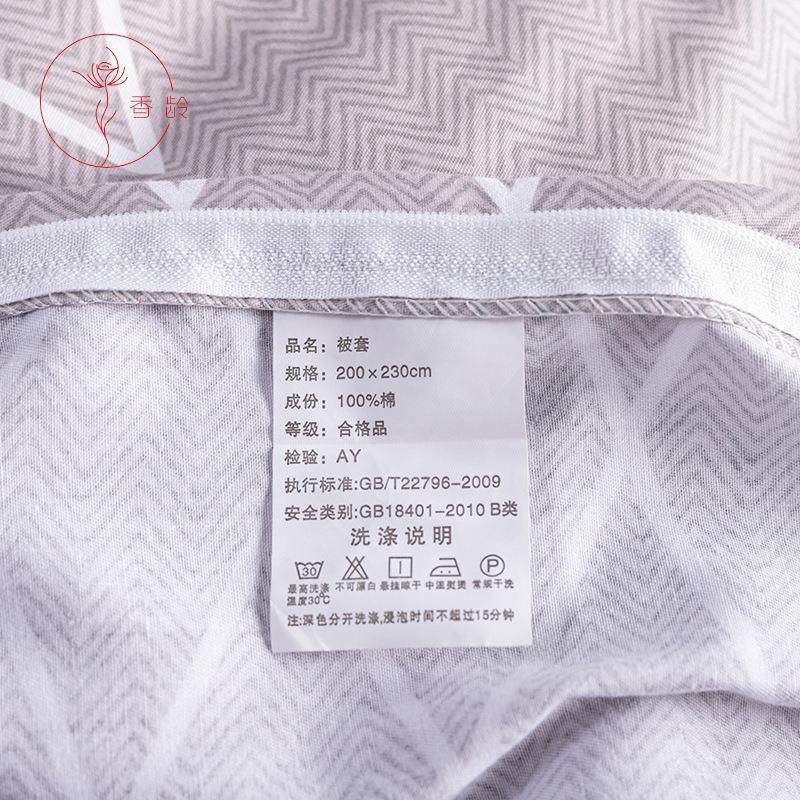 香龄
品名：被套
规格：200×230cm
成份：100%棉
等级：合格品
检验：AY
执行标准:GB/T22796-2009
安全类别:GB18401-2010 B类
洗涤说明
30 P
最高洗涤 不可漂白 悬挂晾干 中温熨烫 常规干洗
温度30℃
注:深色分开洗涤,浸泡时间不超过15分钟